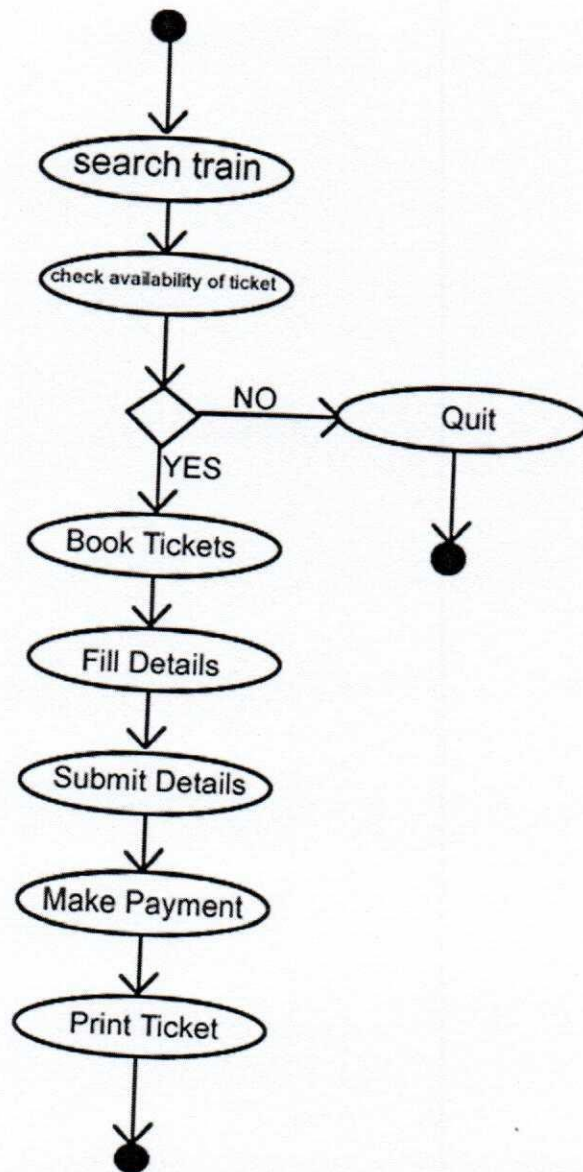 search train
check availability of ticket
NO
Quit
YES
Book Tickets
Fill Details
Submit Details
Make Payment
Print Ticket